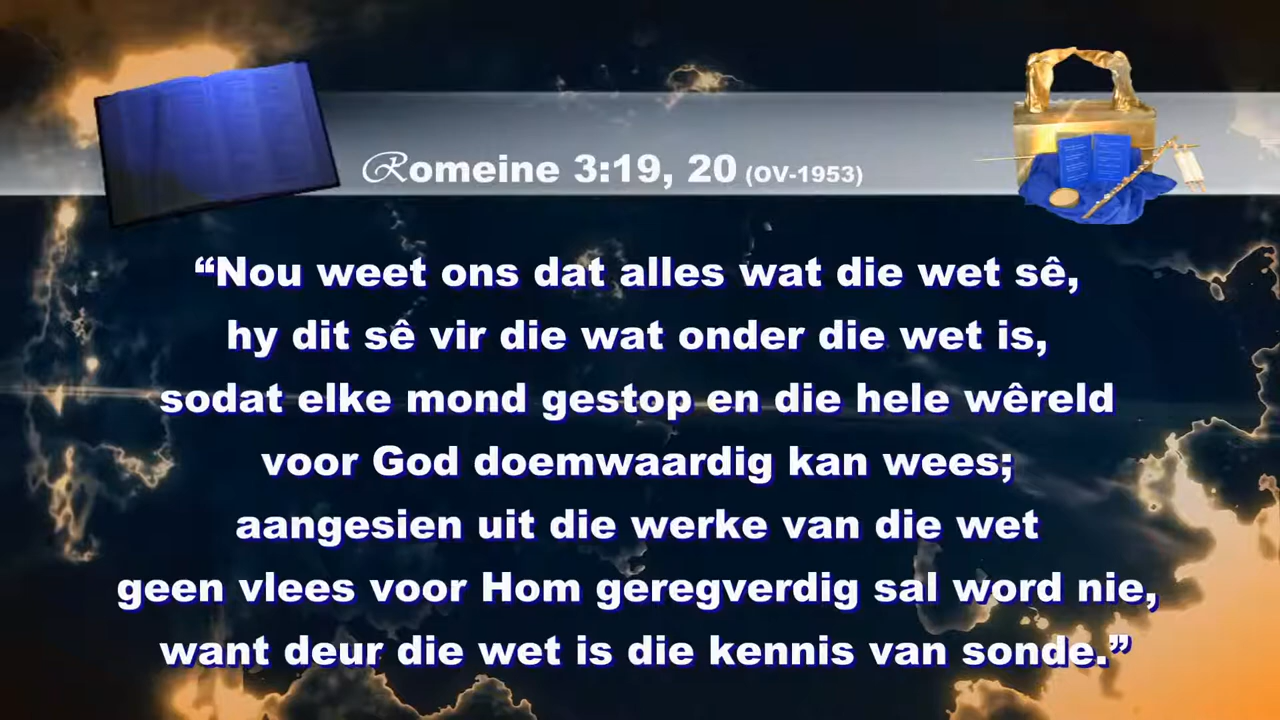 Romeine 3:19, 20 (OV-1953)
“Nou weet ons dat alles wat die wet sê,
hy dit sê vir die wat onder die wet is,
sodat elke mond gestop en die hele wêreld
voor God doemwaardig kan wees;
aangesien uit die werke van die wet
geen vlees voor Hom geregverdig sal word nie,
want deur die wet is die kennis van sonde.”